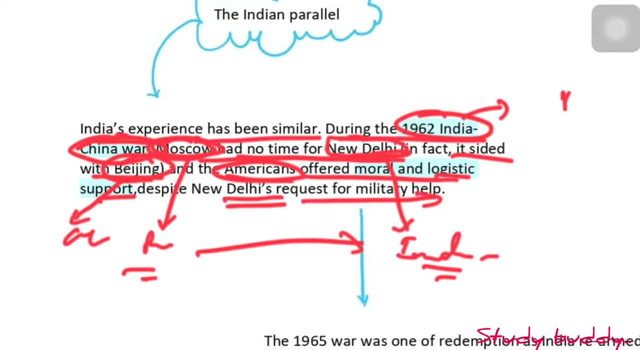 The Indian parallel
India's experience has been similar. During the 1962 India-
China war, Moscow had no time for New Delhi (in fact, it sided
with Beijing) and the Americans offered moral and logistic
support,despite New Delhi's request for military help.
R
Ind
Study buddy
The 1965 war was one of redemption as India re-armed